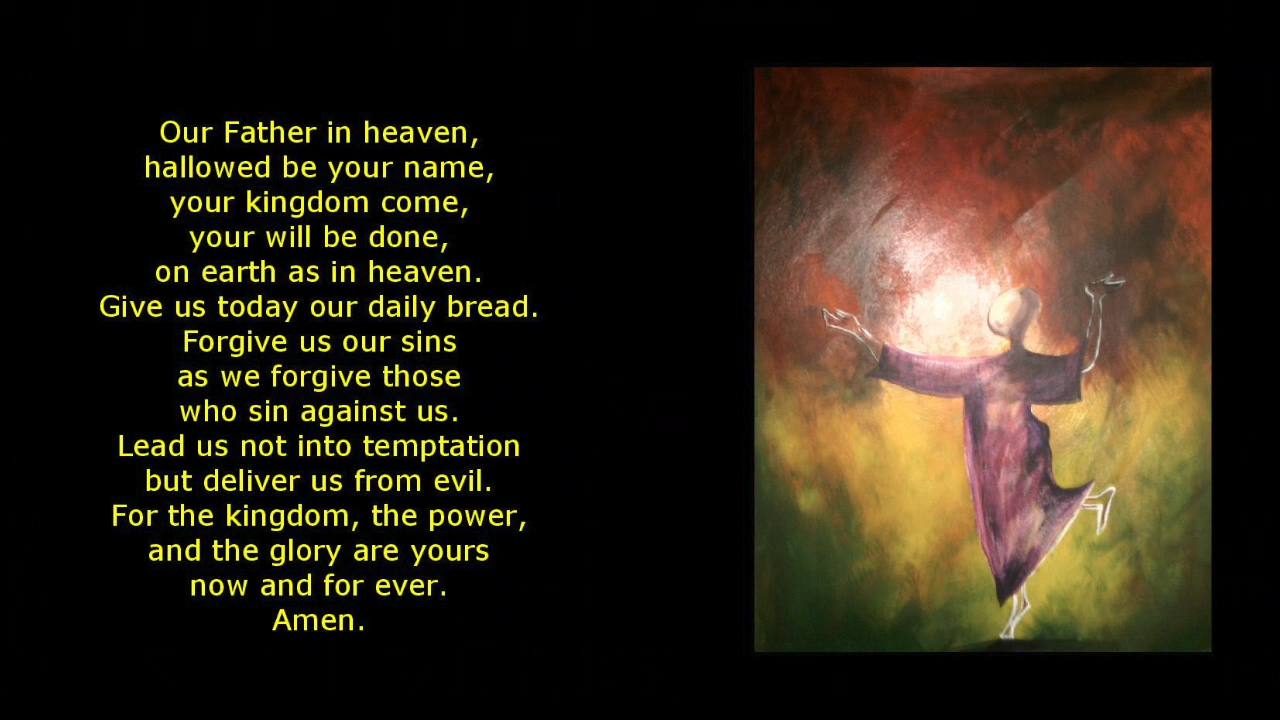 Our Father in heaven,
hallowed be your name,
your kingdom come,
your will be done,
on earth as in heaven.
Give us today our daily bread.
Forgive us our sins
as we forgive those
who sin against us.
Lead us not into temptation
but deliver us from evil.
For the kingdom, the power,
and the glory are yours
now and for ever.
Amen.